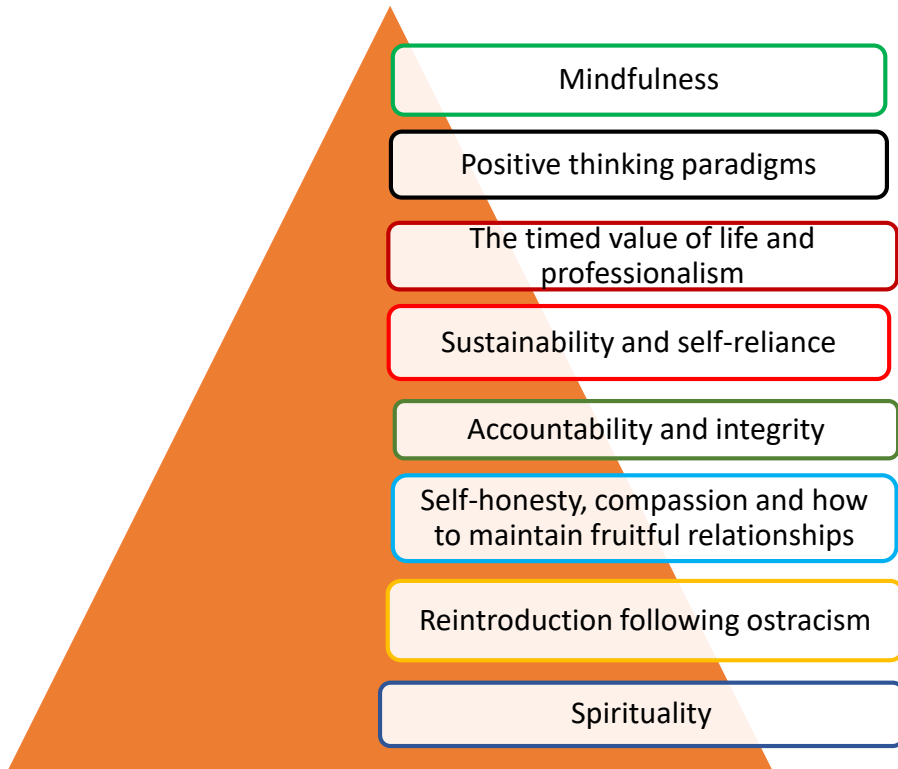 Mindfulness
Positive thinking paradigms
The timed value of life and
professionalism
Sustainability and self-reliance
Accountability and integrity
Self-honesty, compassion and how
to maintain fruitful relationships
Reintroduction following ostracism
Spirituality